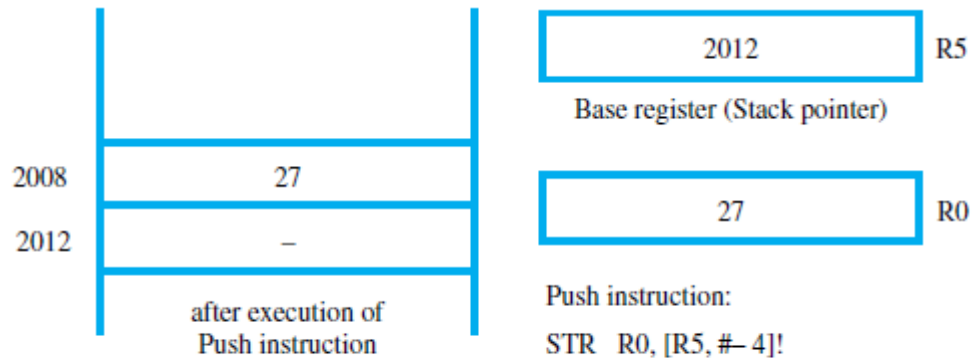 2012 R5
Base register (Stack pointer)
2008 27
27 R0
2012 –
after execution of
Push instruction
Push instruction:
STR R0, [R5, #– 4]!